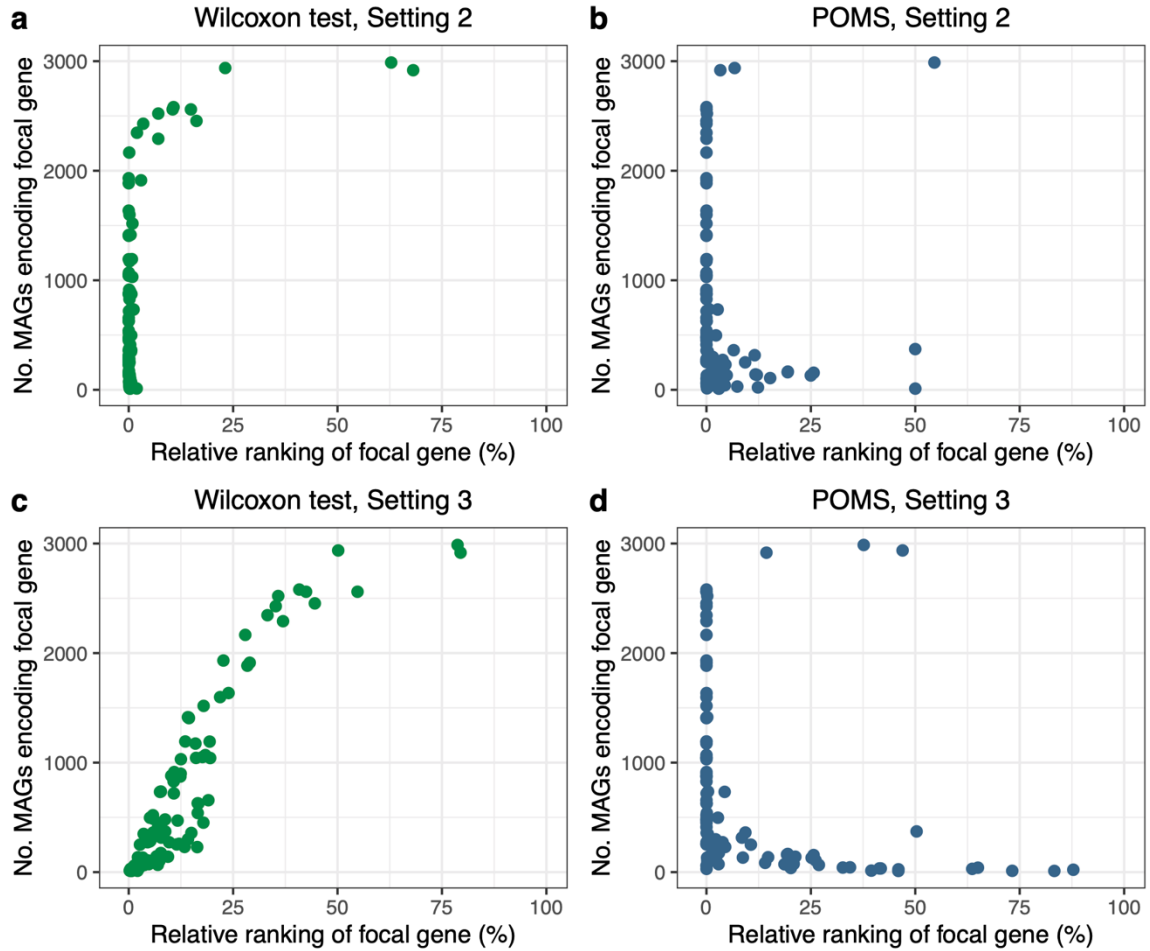 a Wilcoxon test, Setting 2
No. MAGs encoding focal gene
3000
2000
1000
0
0 25 50 75 100
Relative ranking of focal gene (%)
b POMS, Setting 2
No. MAGs encoding focal gene
3000
2000
1000
0
0 25 50 75 100
Relative ranking of focal gene (%)
c Wilcoxon test, Setting 3
No. MAGs encoding focal gene
3000
2000
1000
0
0 25 50 75 100
Relative ranking of focal gene (%)
d POMS, Setting 3
No. MAGs encoding focal gene
3000
2000
1000
0
0 25 50 75 100
Relative ranking of focal gene (%)